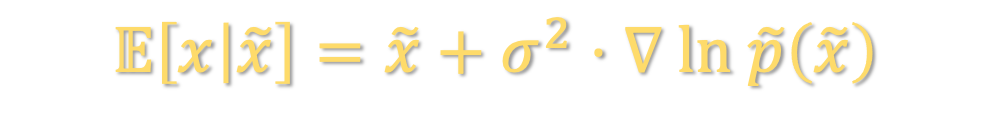 𝔼[x|x̃] = x̃ + σ² · ∇ ln p̃(x̃)